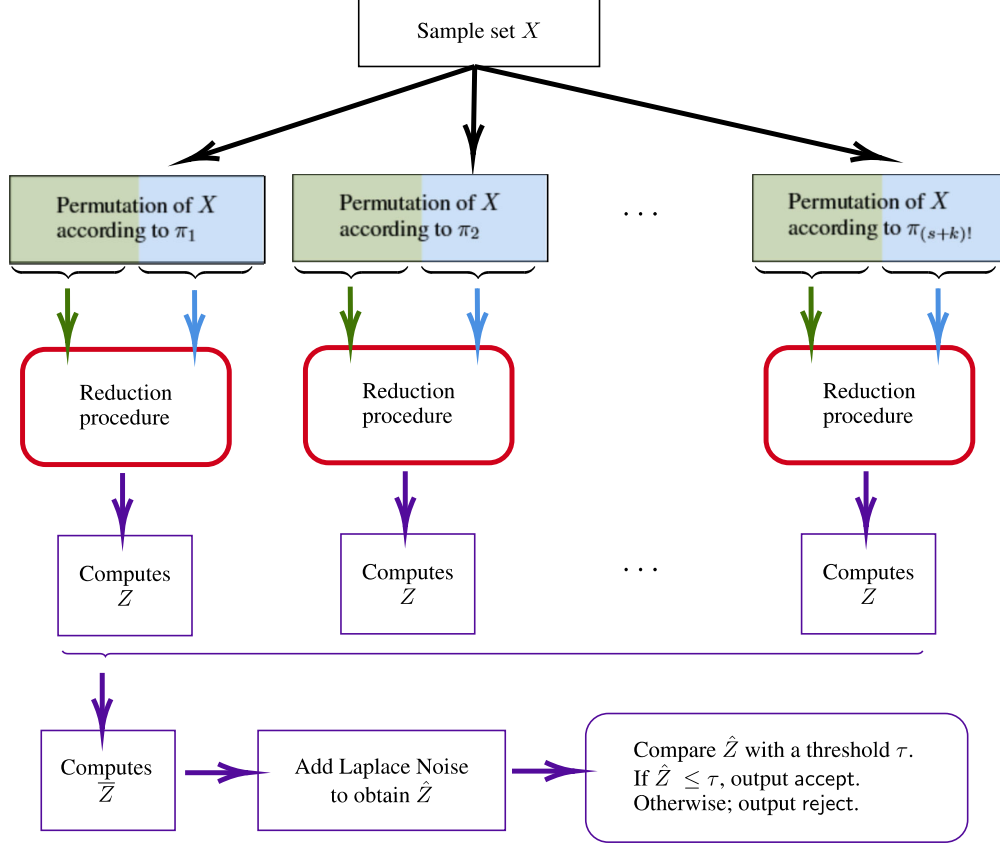 Sample set X
Permutation of X
according to π₁
Permutation of X
according to π₂
. . .
Permutation of X
according to π₍ₛ₊ₖ₎!
Reduction
procedure
Reduction
procedure
Reduction
procedure
Computes
Z
Computes
Z
. . .
Computes
Z
Computes
Z̅
Add Laplace Noise
to obtain Ẑ
Compare Ẑ with a threshold τ.
If Ẑ ≤ τ, output accept.
Otherwise; output reject.